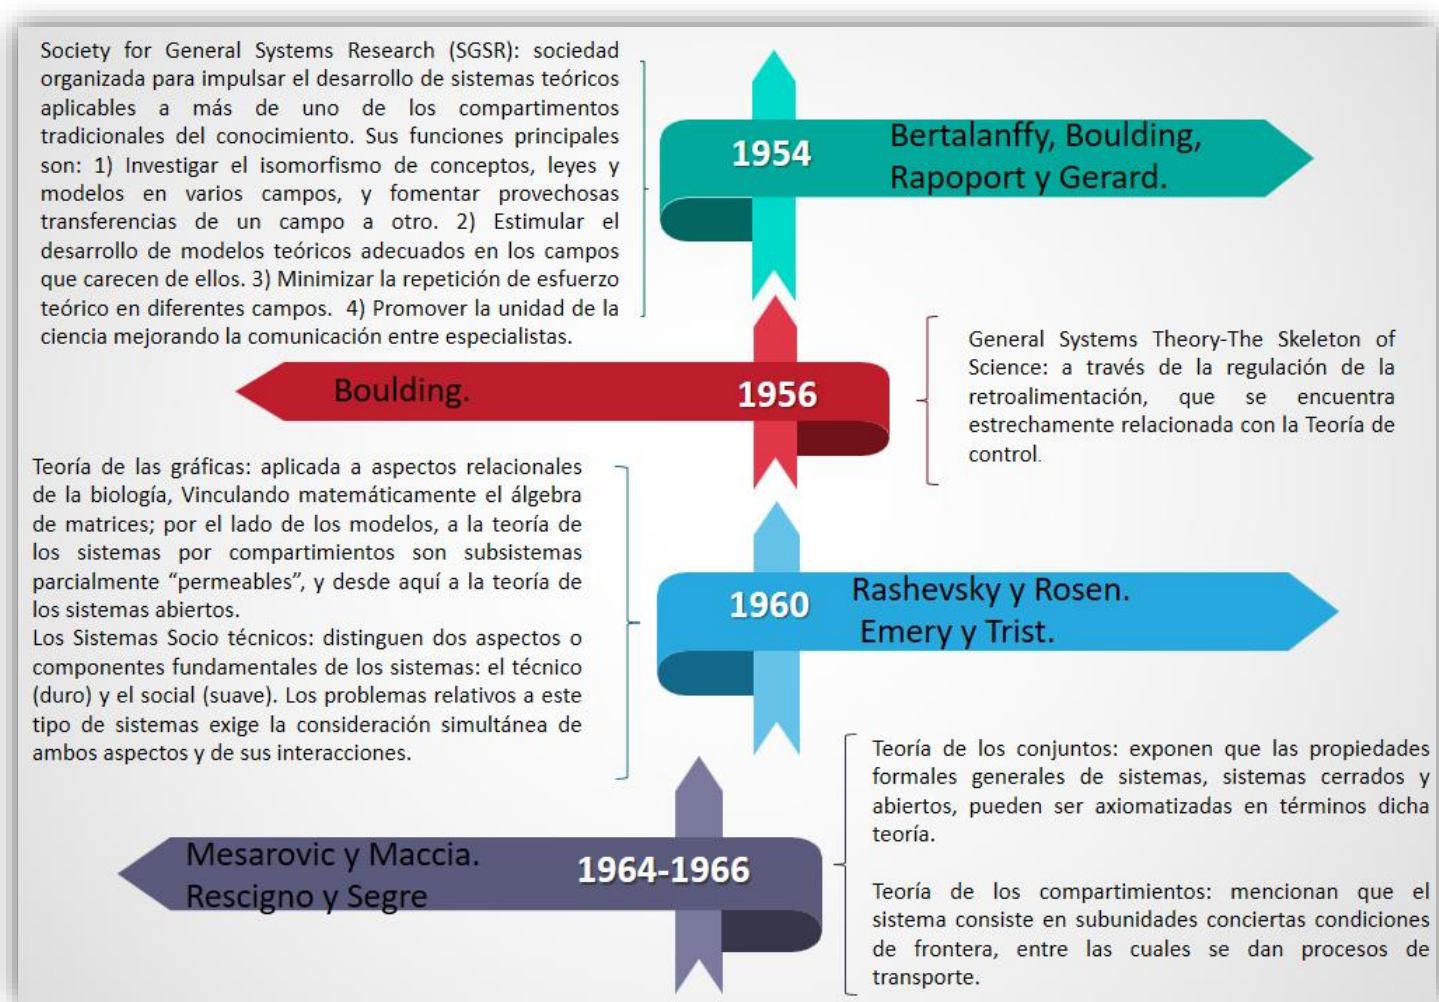 Society for General Systems Research (SGSR): sociedad
organizada para impulsar el desarrollo de sistemas teóricos
aplicables a más de uno de los compartimentos
tradicionales del conocimiento. Sus funciones principales
son: 1) Investigar el isomorfismo de conceptos, leyes y
modelos en varios campos, y fomentar provechosas
transferencias de un campo a otro. 2) Estimular el
desarrollo de modelos teóricos adecuados en los campos
que carecen de ellos. 3) Minimizar la repetición de esfuerzo
teórico en diferentes campos. 4) Promover la unidad de la
ciencia mejorando la comunicación entre especialistas.
1954
Bertalanffy, Boulding,
Rapoport y Gerard.
Boulding.
1956
General Systems Theory-The Skeleton of
Science: a través de la regulación de la
retroalimentación, que se encuentra
estrechamente relacionada con la Teoría de
control.
Teoría de las gráficas: aplicada a aspectos relacionales
de la biología, Vinculando matemáticamente el álgebra
de matrices; por el lado de los modelos, a la teoría de
los sistemas por compartimientos son subsistemas
parcialmente “permeables”, y desde aquí a la teoría de
los sistemas abiertos.
Los Sistemas Socio técnicos: distinguen dos aspectos o
componentes fundamentales de los sistemas: el técnico
(duro) y el social (suave). Los problemas relativos a este
tipo de sistemas exige la consideración simultánea de
ambos aspectos y de sus interacciones.
1960
Rashevsky y Rosen.
Emery y Trist.
Mesarovic y Maccia.
Rescigno y Segre
1964-1966
Teoría de los conjuntos: exponen que las propiedades
formales generales de sistemas, sistemas cerrados y
abiertos, pueden ser axiomatizadas en términos dicha
teoría.
Teoría de los compartimientos: mencionan que el
sistema consiste en subunidades conciertas condiciones
de frontera, entre las cuales se dan procesos de
transporte.